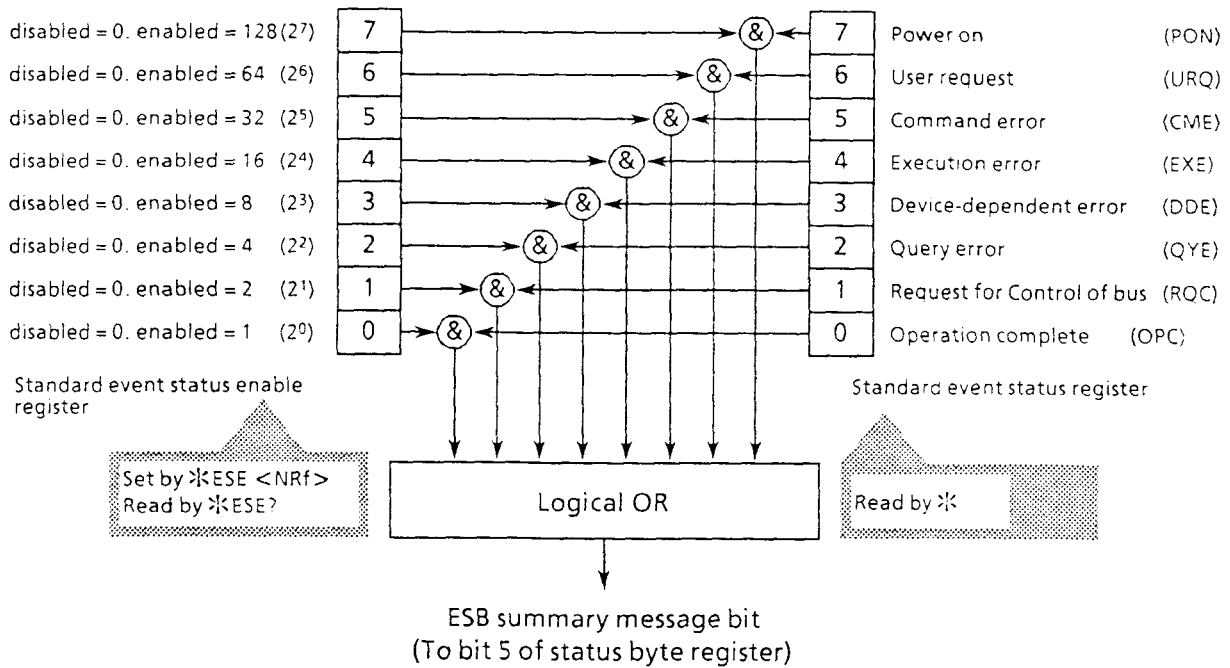 disabled = 0. enabled = 128(2⁷) 7 & 7 Power on (PON)
disabled = 0. enabled = 64 (2⁶) 6 & 6 User request (URQ)
disabled = 0. enabled = 32 (2⁵) 5 & 5 Command error (CME)
disabled = 0. enabled = 16 (2⁴) 4 & 4 Execution error (EXE)
disabled = 0. enabled = 8 (2³) 3 & 3 Device-dependent error (DDE)
disabled = 0. enabled = 4 (2²) 2 & 2 Query error (QYE)
disabled = 0. enabled = 2 (2¹) 1 & 1 Request for Control of bus (RQC)
disabled = 0. enabled = 1 (2⁰) 0 & 0 Operation complete (OPC)
Standard event status enable
register
Standard event status register
Set by *ESE <NRf>
Read by *ESE?
Logical OR
Read by *
ESB summary message bit
(To bit 5 of status byte register)